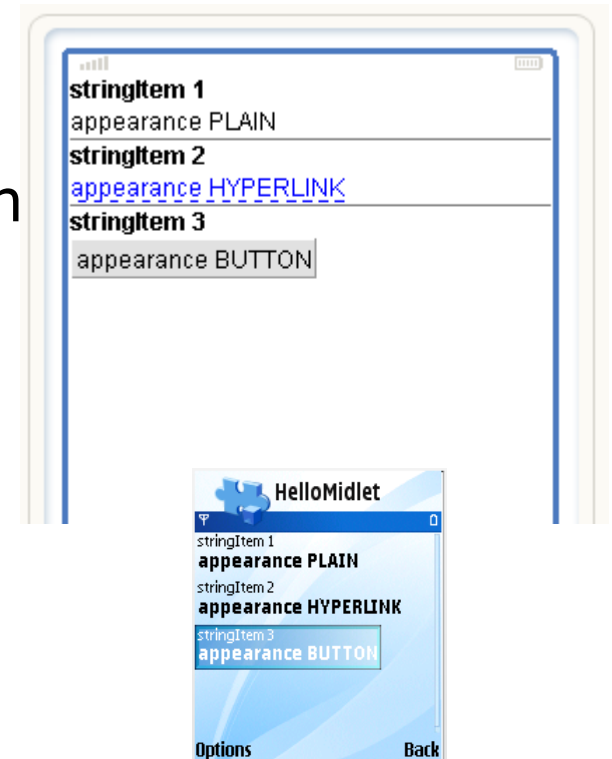 stringItem 1
appearance PLAIN
stringItem 2
n
appearance HYPERLINK
stringItem 3
appearance BUTTON
HelloMidlet
stringItem 1
appearance PLAIN
stringItem 2
appearance HYPERLINK
stringItem 3
appearance BUTTON
Options Back